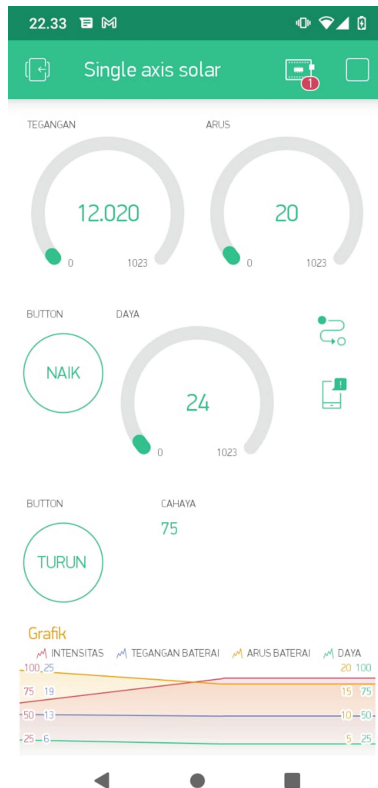 22.33
Single axis solar
1
TEGANGAN
ARUS
12.020
20
0 1023
0 1023
BUTTON
DAYA
NAIK
24
0 1023
BUTTON
CAHAYA
75
TURUN
Grafik
INTENSITAS TEGANGAN BATERAI ARUS BATERAI DAYA
100 25 20 100
75 19 15 75
50 13 10 50
25 6 5 25